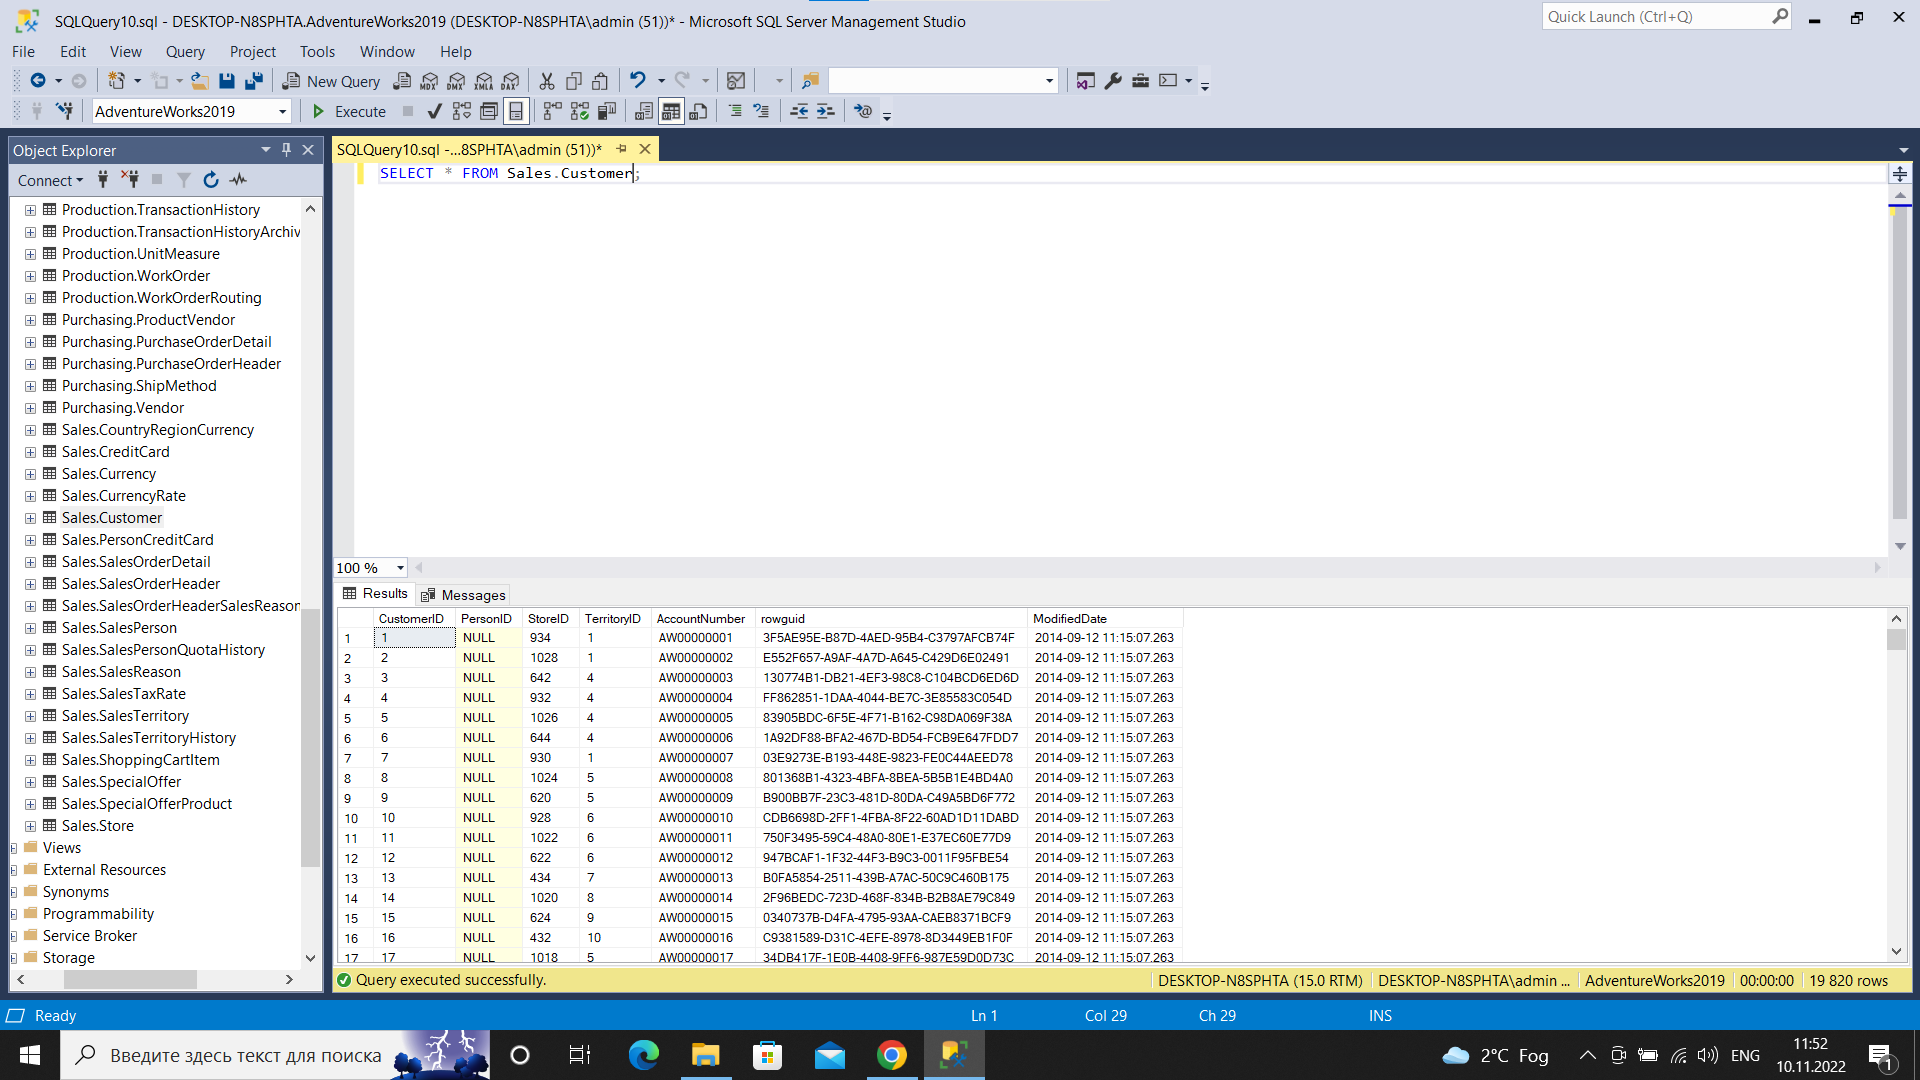 SQLQuery10.sql - DESKTOP-N8SPHTA.AdventureWorks2019 (DESKTOP-N8SPHTA\admin (51))* - Microsoft SQL Server Management Studio
Quick Launch (Ctrl+Q)
File Edit View Query Project Tools Window Help
New Query MDX DMX XMLA DAX
AdventureWorks2019 Execute
Object Explorer
Connect
Production.TransactionHistory
Production.TransactionHistoryArchiv
Production.UnitMeasure
Production.WorkOrder
Production.WorkOrderRouting
Purchasing.ProductVendor
Purchasing.PurchaseOrderDetail
Purchasing.PurchaseOrderHeader
Purchasing.ShipMethod
Purchasing.Vendor
Sales.CountryRegionCurrency
Sales.CreditCard
Sales.Currency
Sales.CurrencyRate
Sales.Customer
Sales.PersonCreditCard
Sales.SalesOrderDetail
Sales.SalesOrderHeader
Sales.SalesOrderHeaderSalesReason
Sales.SalesPerson
Sales.SalesPersonQuotaHistory
Sales.SalesReason
Sales.SalesTaxRate
Sales.SalesTerritory
Sales.SalesTerritoryHistory
Sales.ShoppingCartItem
Sales.SpecialOffer
Sales.SpecialOfferProduct
Sales.Store
Views
External Resources
Synonyms
Programmability
Service Broker
Storage
SQLQuery10.sql -...8SPHTA\admin (51))*
SELECT * FROM Sales.Customer;
100 %
Results Messages
CustomerID PersonID StoreID TerritoryID AccountNumber rowguid ModifiedDate
1 1 NULL 934 1 AW00000001 3F5AE95E-B87D-4AED-95B4-C3797AFCB74F 2014-09-12 11:15:07.263
2 2 NULL 1028 1 AW00000002 E552F657-A9AF-4A7D-A645-C429D6E02491 2014-09-12 11:15:07.263
3 3 NULL 642 4 AW00000003 130774B1-DB21-4EF3-98C8-C104BCD6ED6D 2014-09-12 11:15:07.263
4 4 NULL 932 4 AW00000004 FF862851-1DAA-4044-BE7C-3E85583C054D 2014-09-12 11:15:07.263
5 5 NULL 1026 4 AW00000005 83905BDC-6F5E-4F71-B162-C98DA069F38A 2014-09-12 11:15:07.263
6 6 NULL 644 4 AW00000006 1A92DF88-BFA2-467D-BD54-FCB9E647FDD7 2014-09-12 11:15:07.263
7 7 NULL 930 1 AW00000007 03E9273E-B193-448E-9823-FE0C44AEED78 2014-09-12 11:15:07.263
8 8 NULL 1024 5 AW00000008 801368B1-4323-4BFA-8BEA-5B5B1E4BD4A0 2014-09-12 11:15:07.263
9 9 NULL 620 5 AW00000009 B900BB7F-23C3-481D-80DA-C49A5BD6F772 2014-09-12 11:15:07.263
10 10 NULL 928 6 AW00000010 CDB6698D-2FF1-4FBA-8F22-60AD1D11DABD 2014-09-12 11:15:07.263
11 11 NULL 1022 6 AW00000011 750F3495-59C4-48A0-80E1-E37EC60E77D9 2014-09-12 11:15:07.263
12 12 NULL 622 6 AW00000012 947BCAF1-1F32-44F3-B9C3-0011F95FBE54 2014-09-12 11:15:07.263
13 13 NULL 434 7 AW00000013 B0FA5854-2511-439B-A7AC-50C9C460B175 2014-09-12 11:15:07.263
14 14 NULL 1020 8 AW00000014 2F96BEDC-723D-468F-834B-B2B8AE79C849 2014-09-12 11:15:07.263
15 15 NULL 624 9 AW00000015 0340737B-D4FA-4795-93AA-CAEB8371BCF9 2014-09-12 11:15:07.263
16 16 NULL 432 10 AW00000016 C9381589-D31C-4EFE-8978-8D3449EB1F0F 2014-09-12 11:15:07.263
17 17 NULL 1018 5 AW00000017 34DB417F-1E0B-4408-9FF6-987E59D0D73C 2014-09-12 11:15:07.263
Query executed successfully. DESKTOP-N8SPHTA (15.0 RTM) DESKTOP-N8SPHTA\admin ... AdventureWorks2019 00:00:00 19 820 rows
Ready Ln 1 Col 29 Ch 29 INS
Введите здесь текст для поиска 2°C Fog ENG 11:52
10.11.2022 1